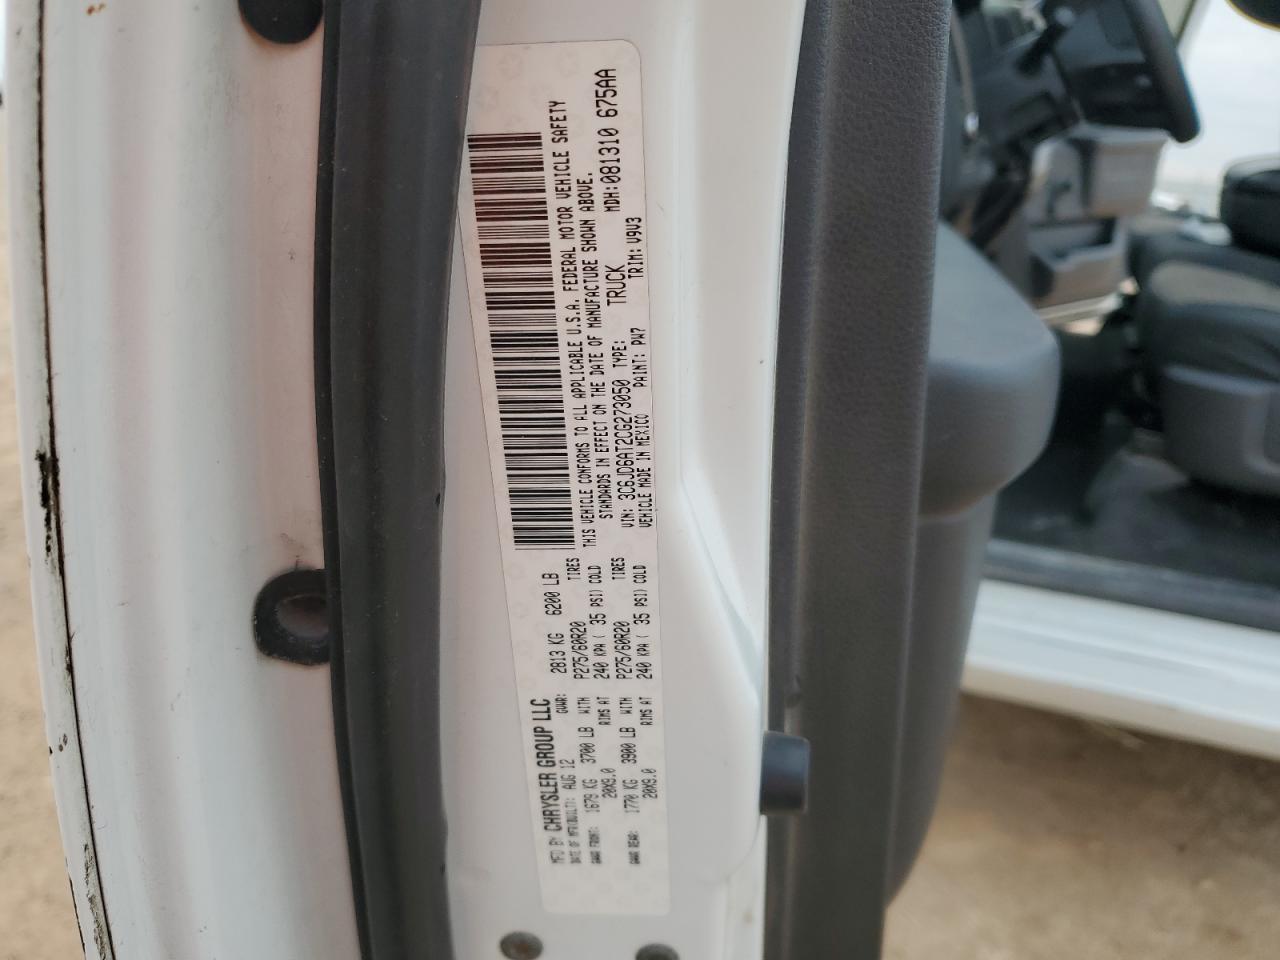 MFD BY CHRYSLER GROUP LLC
DATE OF MFR(BUILT): AUG 12 GVWR: 2813 KG 6200 LB
GAWR FRONT: 1679 KG 3700 LB WITH P275/60R20 TIRES
20X9.0 RIMS AT 240 KPA ( 35 PSI) COLD
GAWR REAR: 1770 KG 3900 LB WITH P275/60R20 TIRES
20X9.0 RIMS AT 240 KPA ( 35 PSI) COLD
THIS VEHICLE CONFORMS TO ALL APPLICABLE U.S.A. FEDERAL MOTOR VEHICLE SAFETY
STANDARDS IN EFFECT ON THE DATE OF MANUFACTURE SHOWN ABOVE.
VIN: 3C6JD6AT2CG273050 TYPE: TRUCK MDH:081310 675AA
VEHICLE MADE IN MEXICO PAINT: PW7 TRIM: V9V3